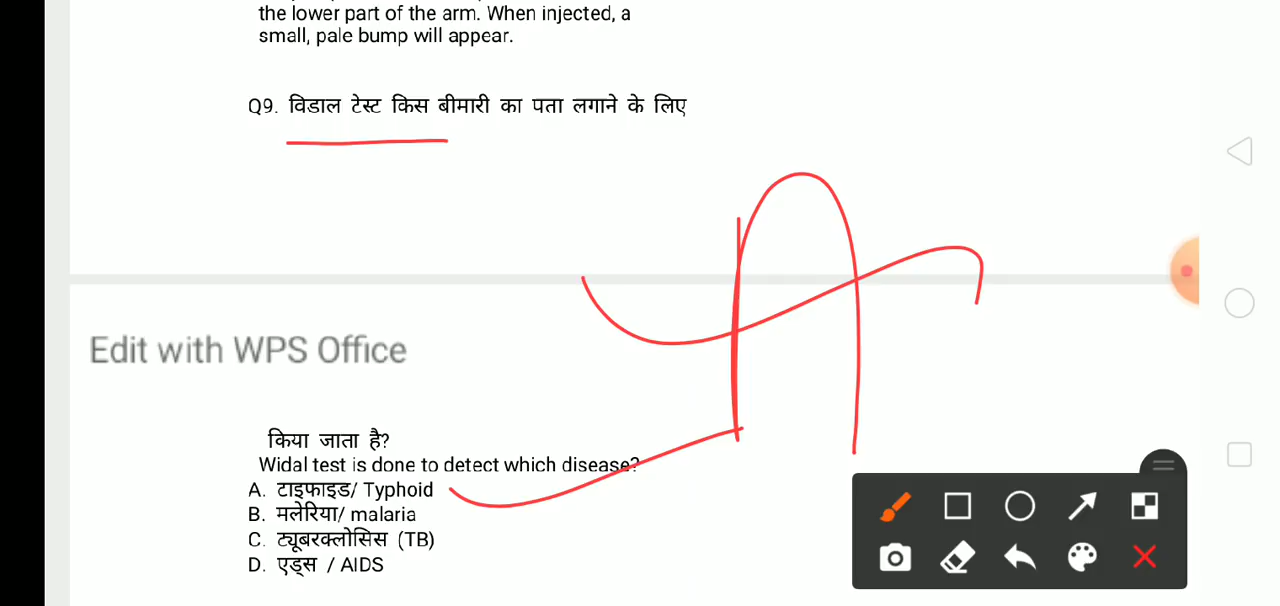 the lower part of the arm. When injected, a
small, pale bump will appear.
Q9. विडाल टेस्ट किस बीमारी का पता लगाने के लिए
A
Edit with WPS Office
किया जाता है?
Widal test is done to detect which disease?
A. टाइफाइड/ Typhoid
B. मलेरिया/ malaria
C. ट्यूबरक्लोसिस (TB)
D. एड्स / AIDS